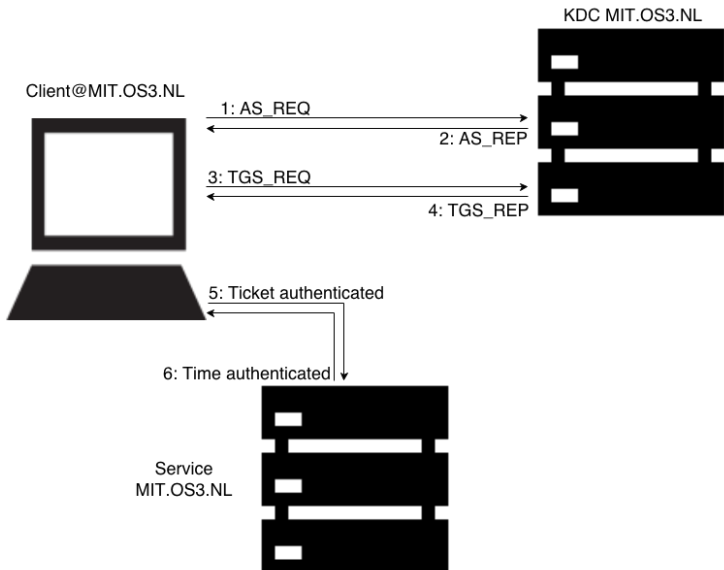 KDC MIT.OS3.NL
Client@MIT.OS3.NL
1: AS_REQ
2: AS_REP
3: TGS_REQ
4: TGS_REP
5: Ticket authenticated
6: Time authenticated
Service
MIT.OS3.NL